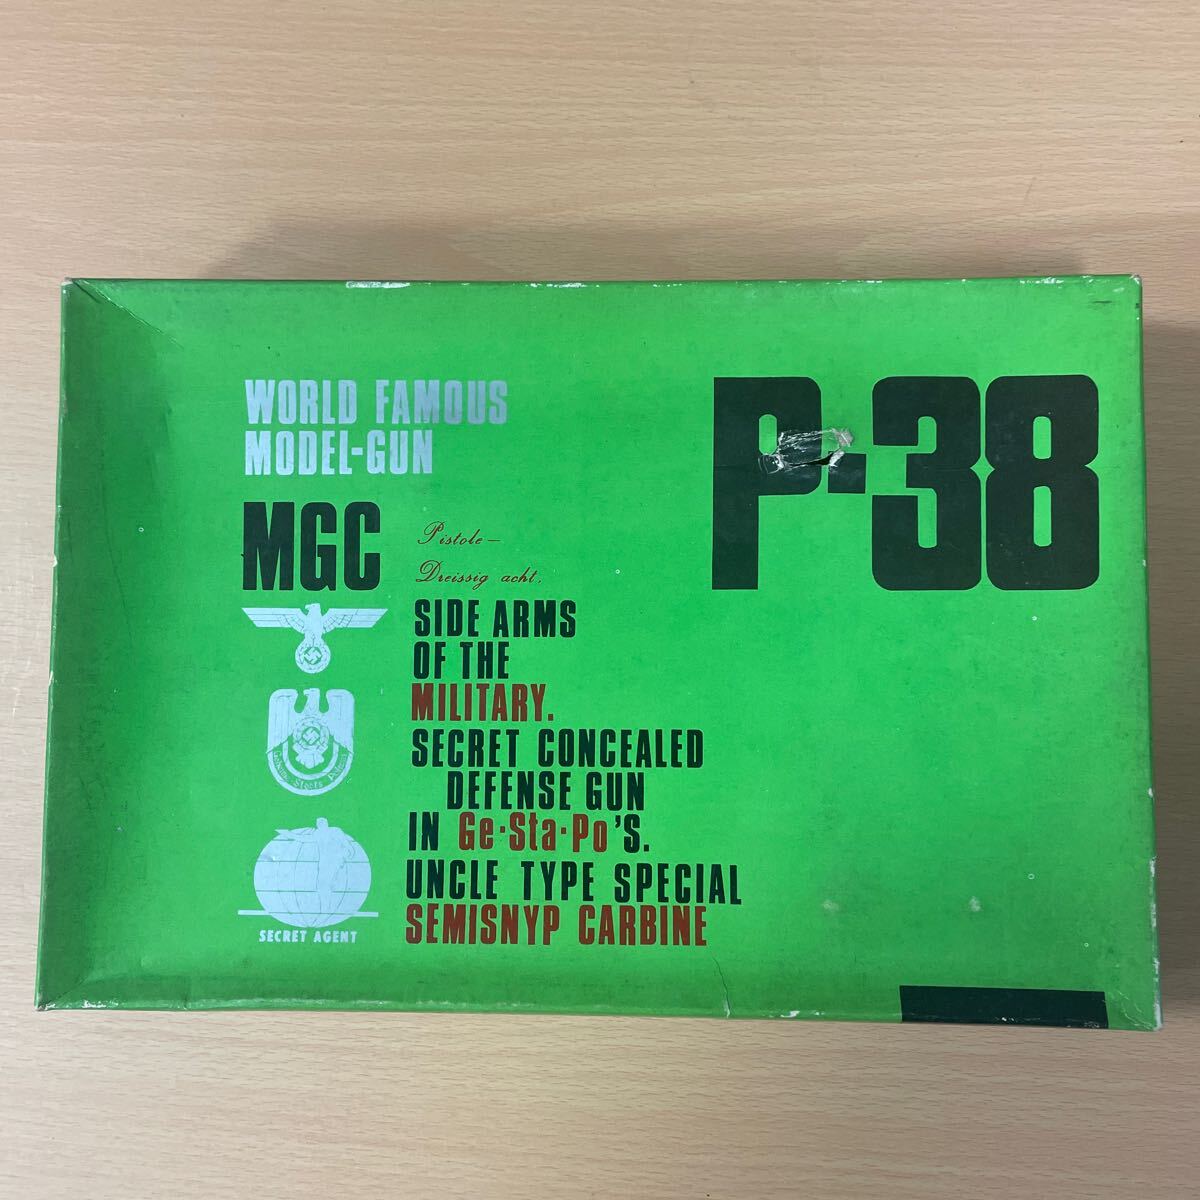 WORLD FAMOUS
MODEL-GUN
MGC
P-38
Pistole-
Dreissig acht.
SIDE ARMS
OF THE
MILITARY.
SECRET CONCEALED
DEFENSE GUN
IN Ge·Sta·Po'S.
UNCLE TYPE SPECIAL
SEMISNYP CARBINE
SECRET AGENT